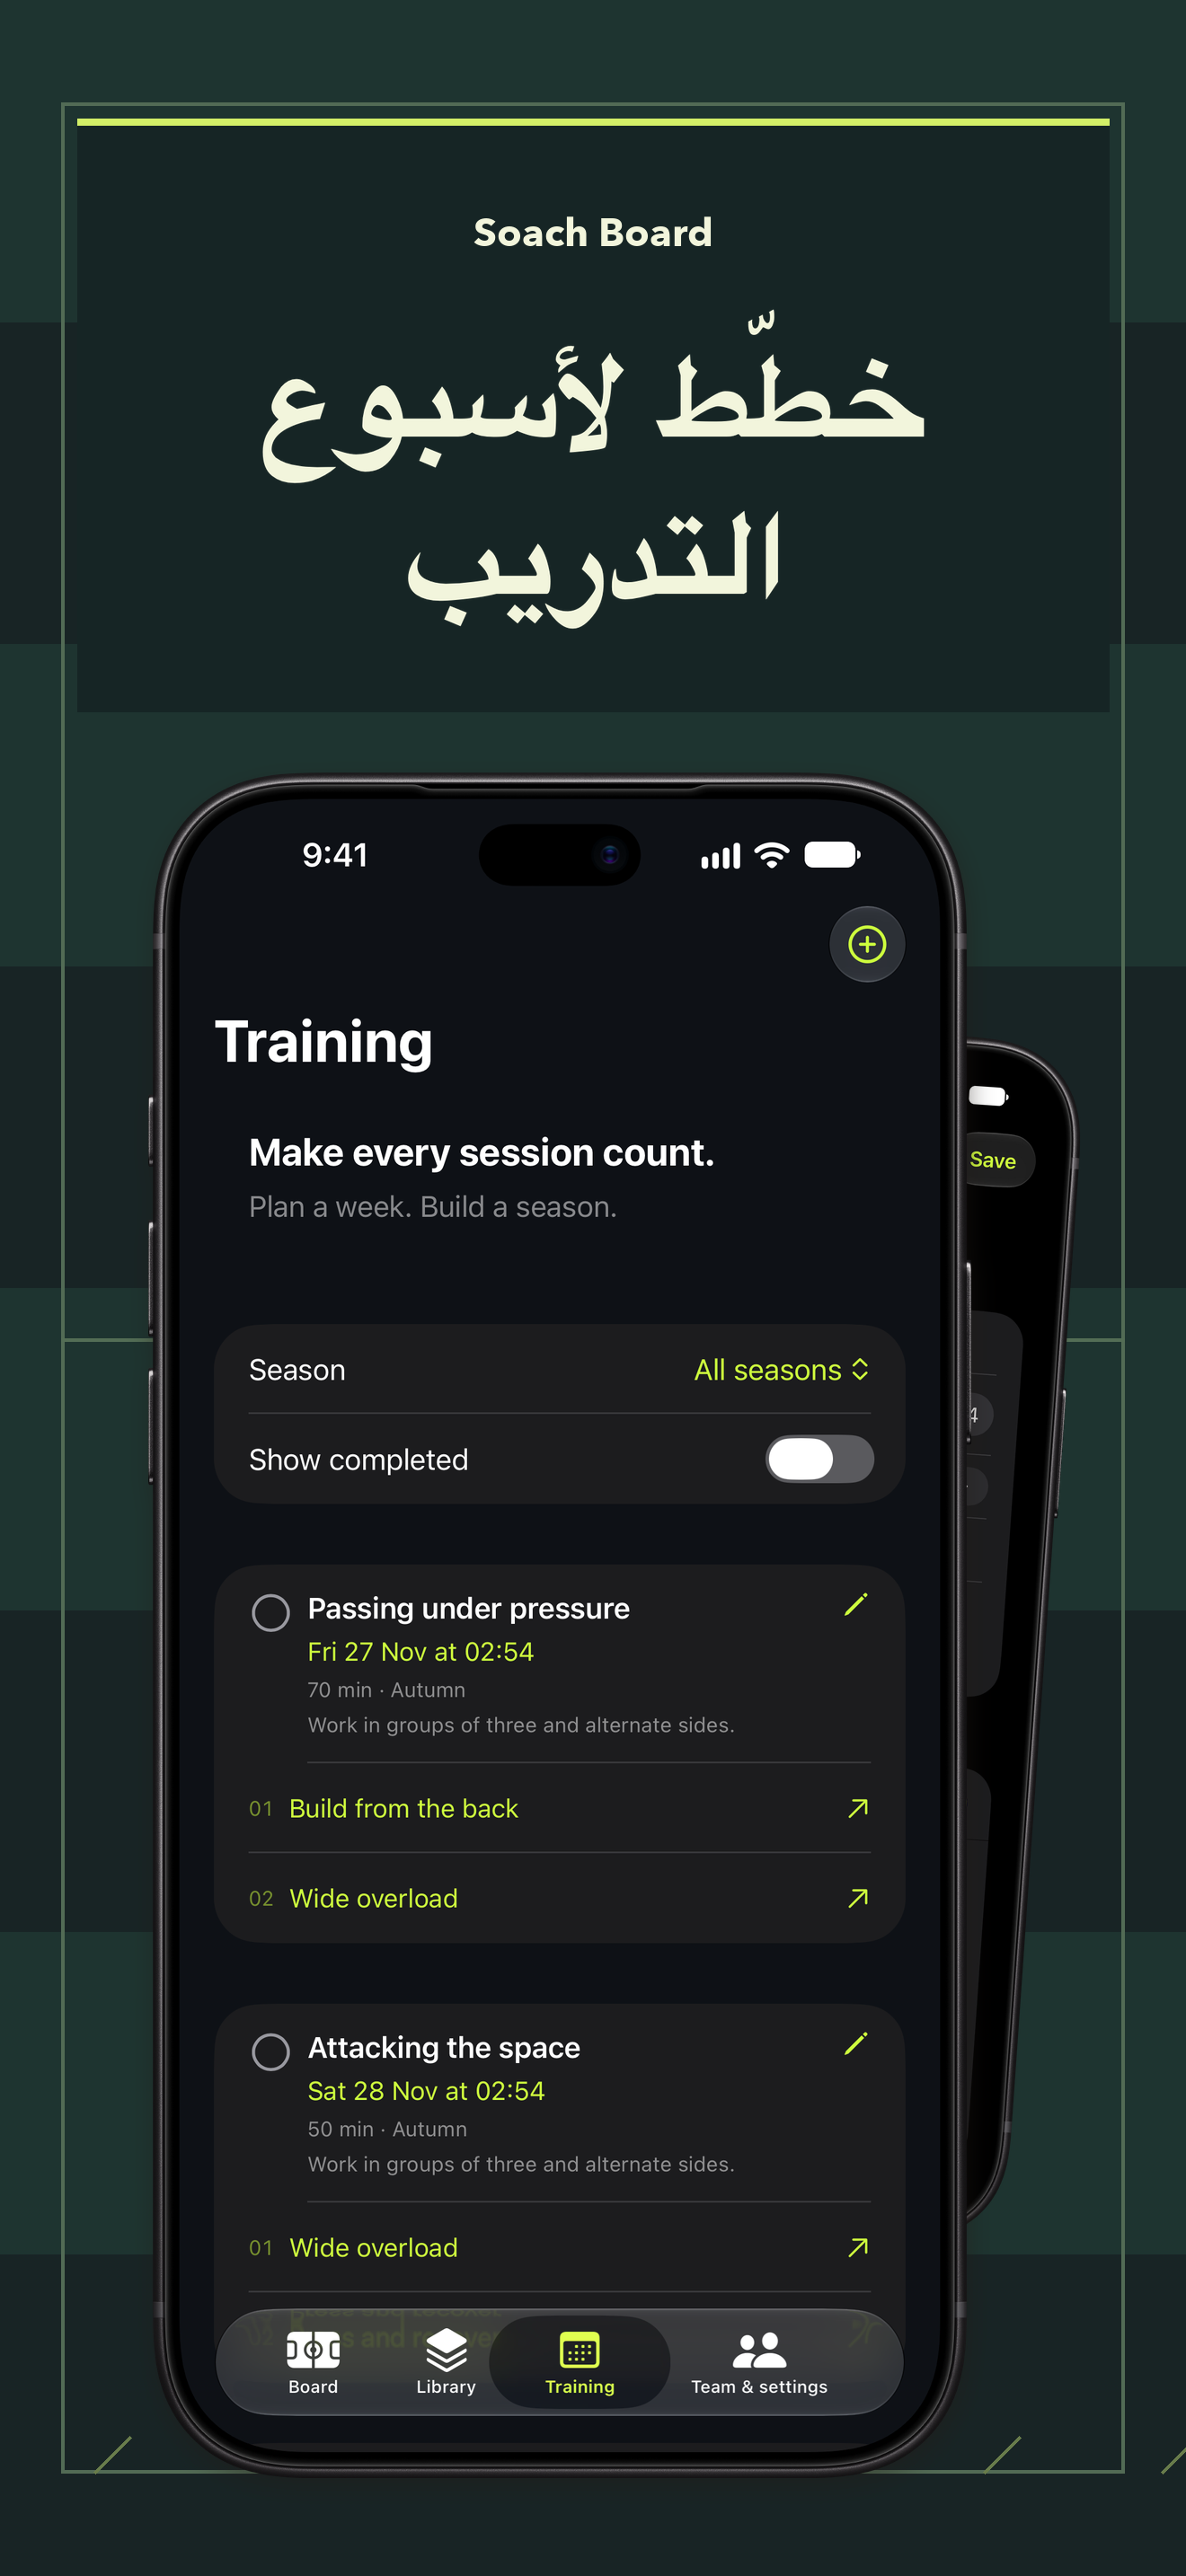 Soach Board
خطّط لأسبوع
التدريب
9:41
Training
Make every session count.
Plan a week. Build a season.
Save
Season
All seasons
4
Show completed
Passing under pressure
Fri 27 Nov at 02:54
70 min · Autumn
Work in groups of three and alternate sides.
01 Build from the back
02 Wide overload
Attacking the space
Sat 28 Nov at 02:54
50 min · Autumn
Work in groups of three and alternate sides.
01 Wide overload
Board
Library
Training
Team & settings